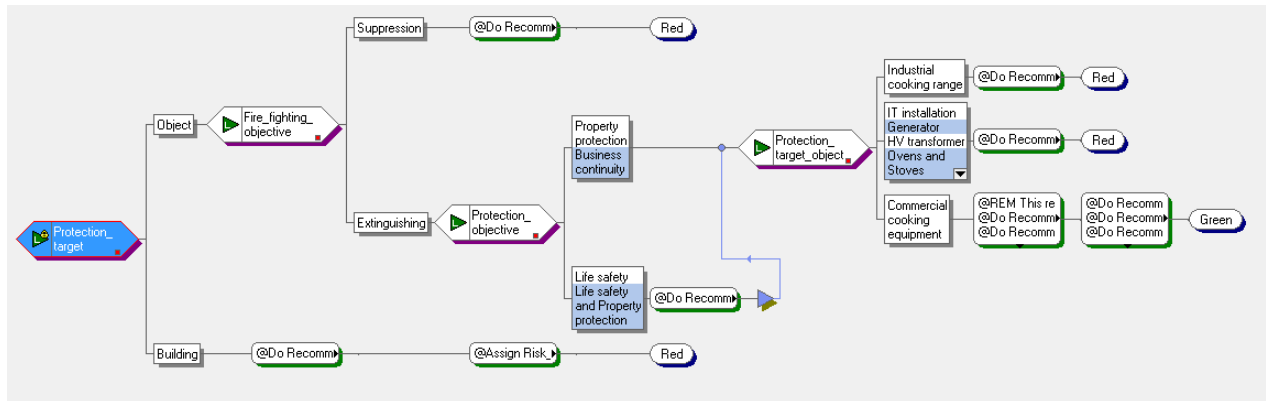 Suppression
@Do Recomm
Red
Object
Fire_fighting_
objective
Industrial
cooking range
@Do Recomm
Red
IT installation
Generator
HV transformer
Ovens and
Stoves
@Do Recomm
Red
Property
protection
Business
continuity
Protection_
target_object
Extinguishing
Protection_
objective
Commercial
cooking
equipment
@REM This re
@Do Recomm
@Do Recomm
@Do Recomm
@Do Recomm
@Do Recomm
Green
Protection_
target
Life safety
Life safety
and Property
protection
@Do Recomm
Building
@Do Recomm
@Assign Risk_
Red